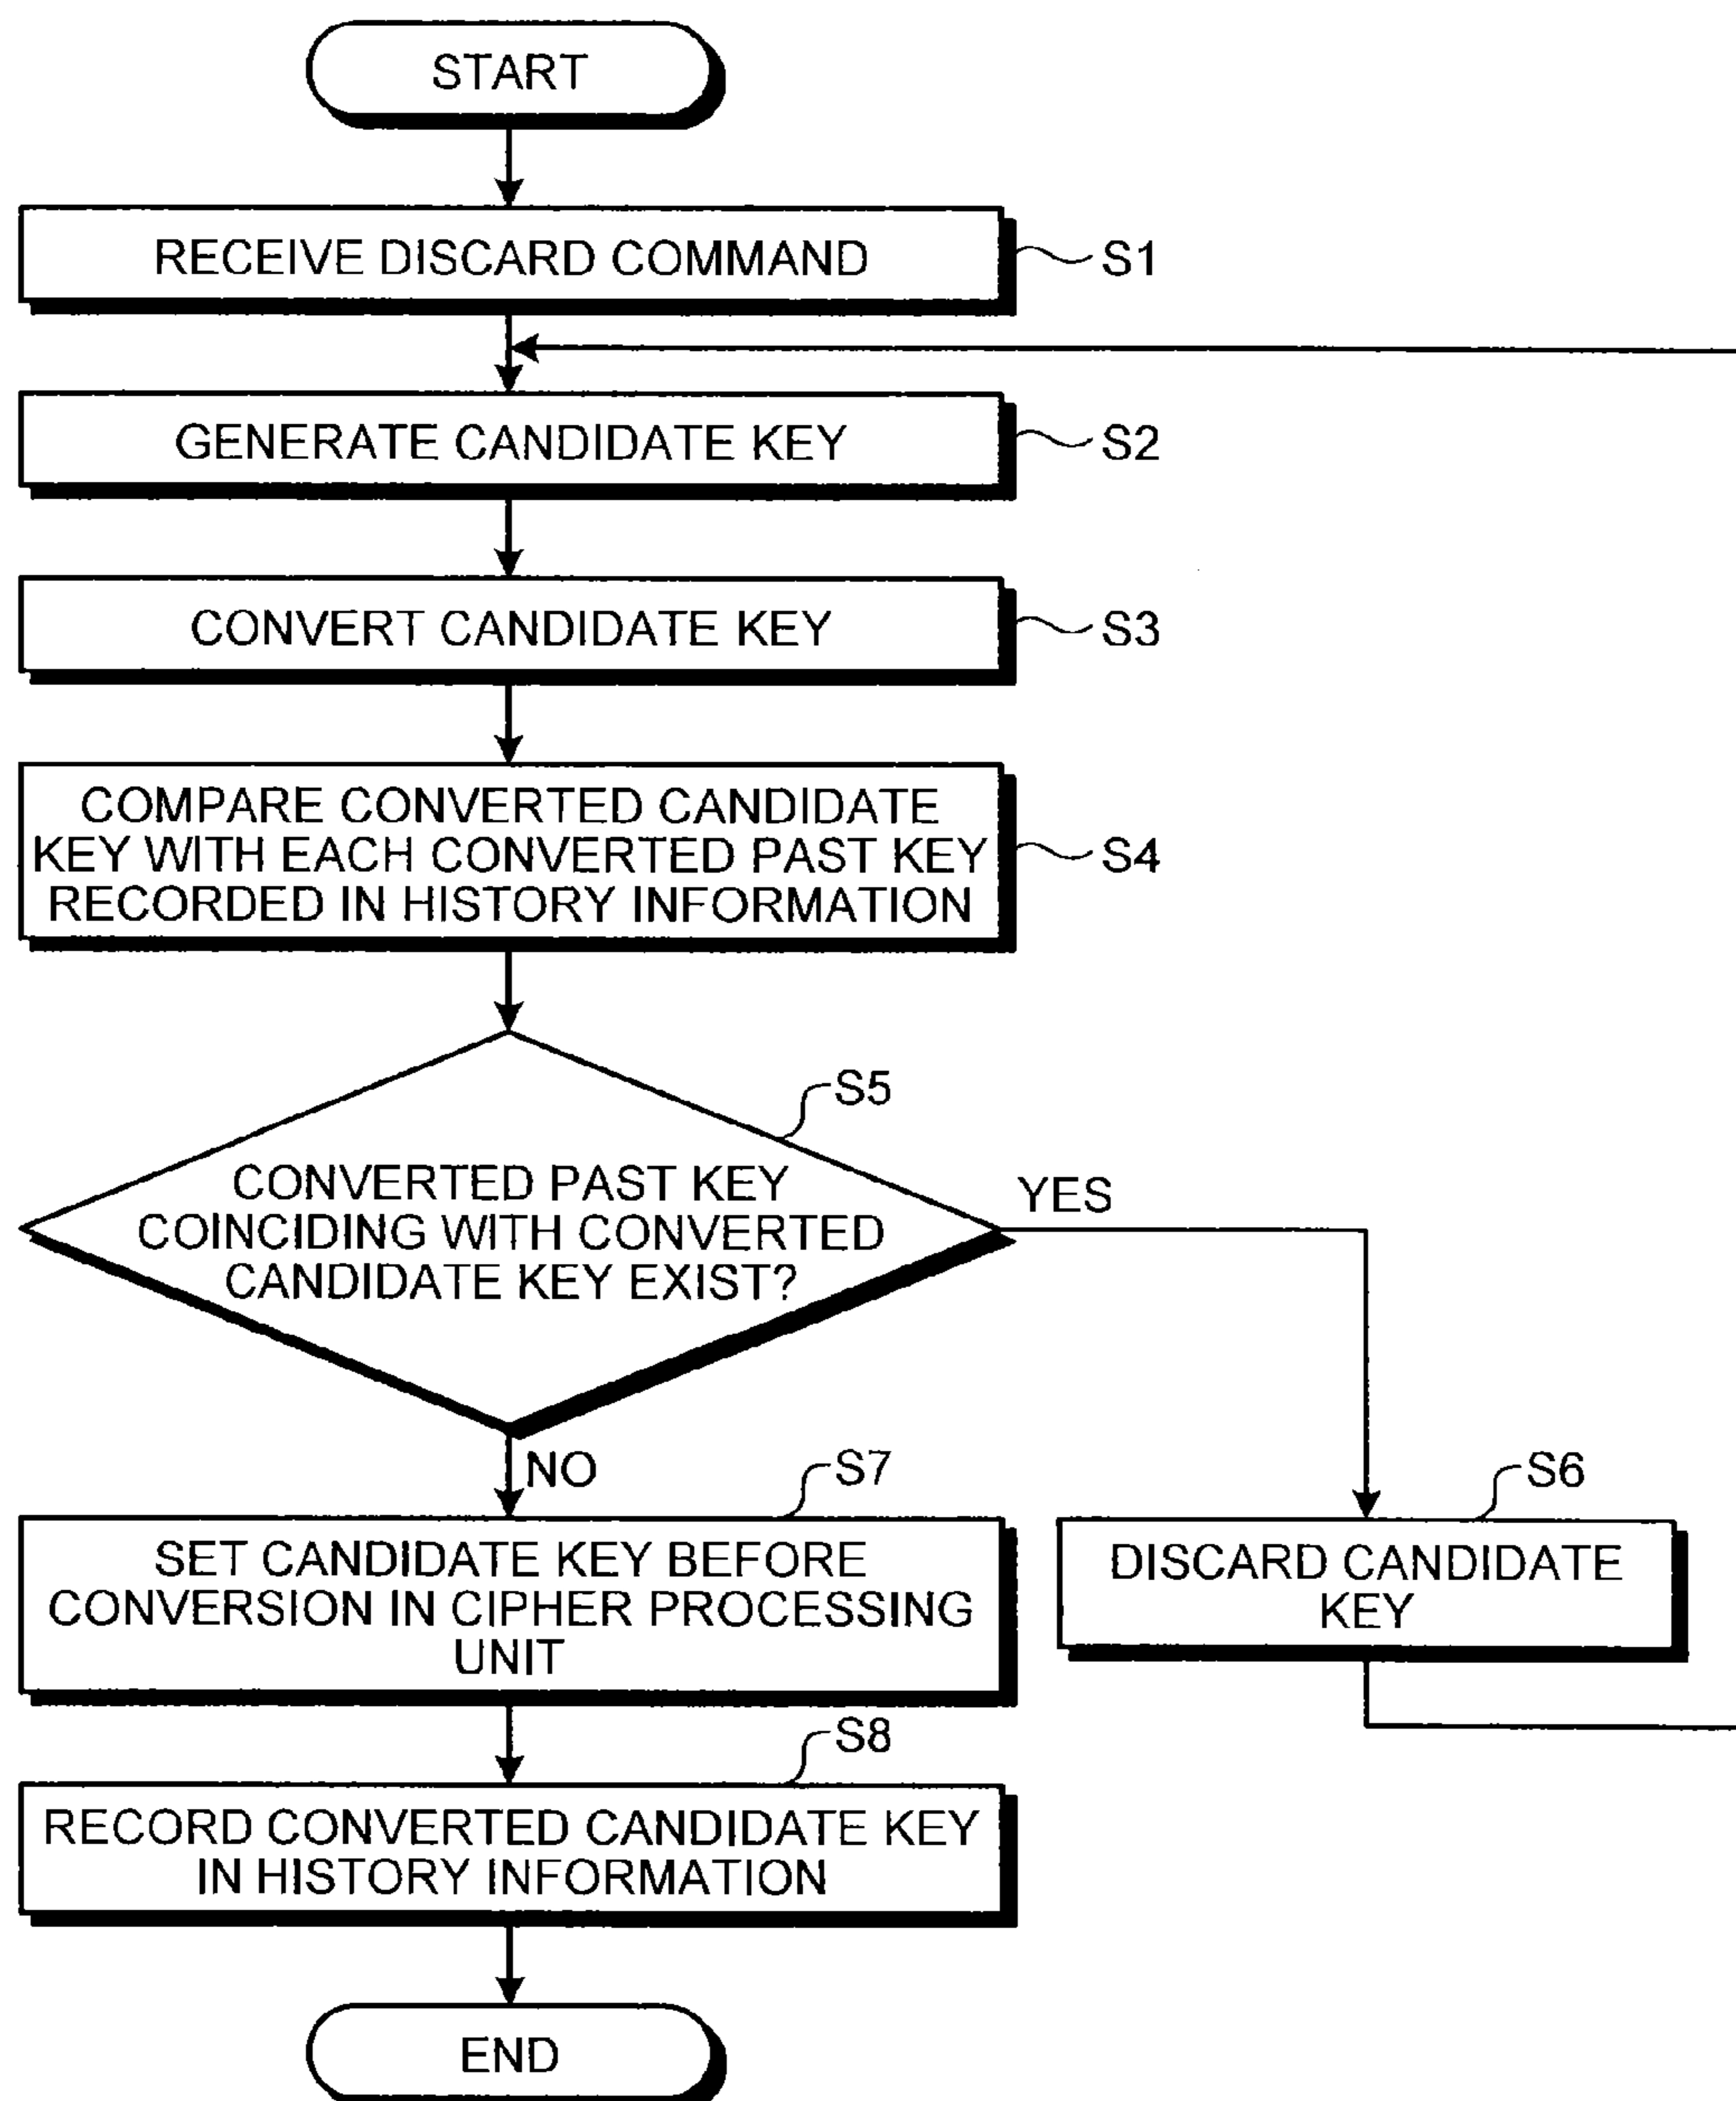 START
RECEIVE DISCARD COMMAND
S1
GENERATE CANDIDATE KEY
S2
CONVERT CANDIDATE KEY
S3
COMPARE CONVERTED CANDIDATE
KEY WITH EACH CONVERTED PAST KEY
RECORDED IN HISTORY INFORMATION
S4
S5
CONVERTED PAST KEY
COINCIDING WITH CONVERTED
CANDIDATE KEY EXIST?
YES
NO
S7
SET CANDIDATE KEY BEFORE
CONVERSION IN CIPHER PROCESSING
UNIT
S6
DISCARD CANDIDATE
KEY
S8
RECORD CONVERTED CANDIDATE KEY
IN HISTORY INFORMATION
END